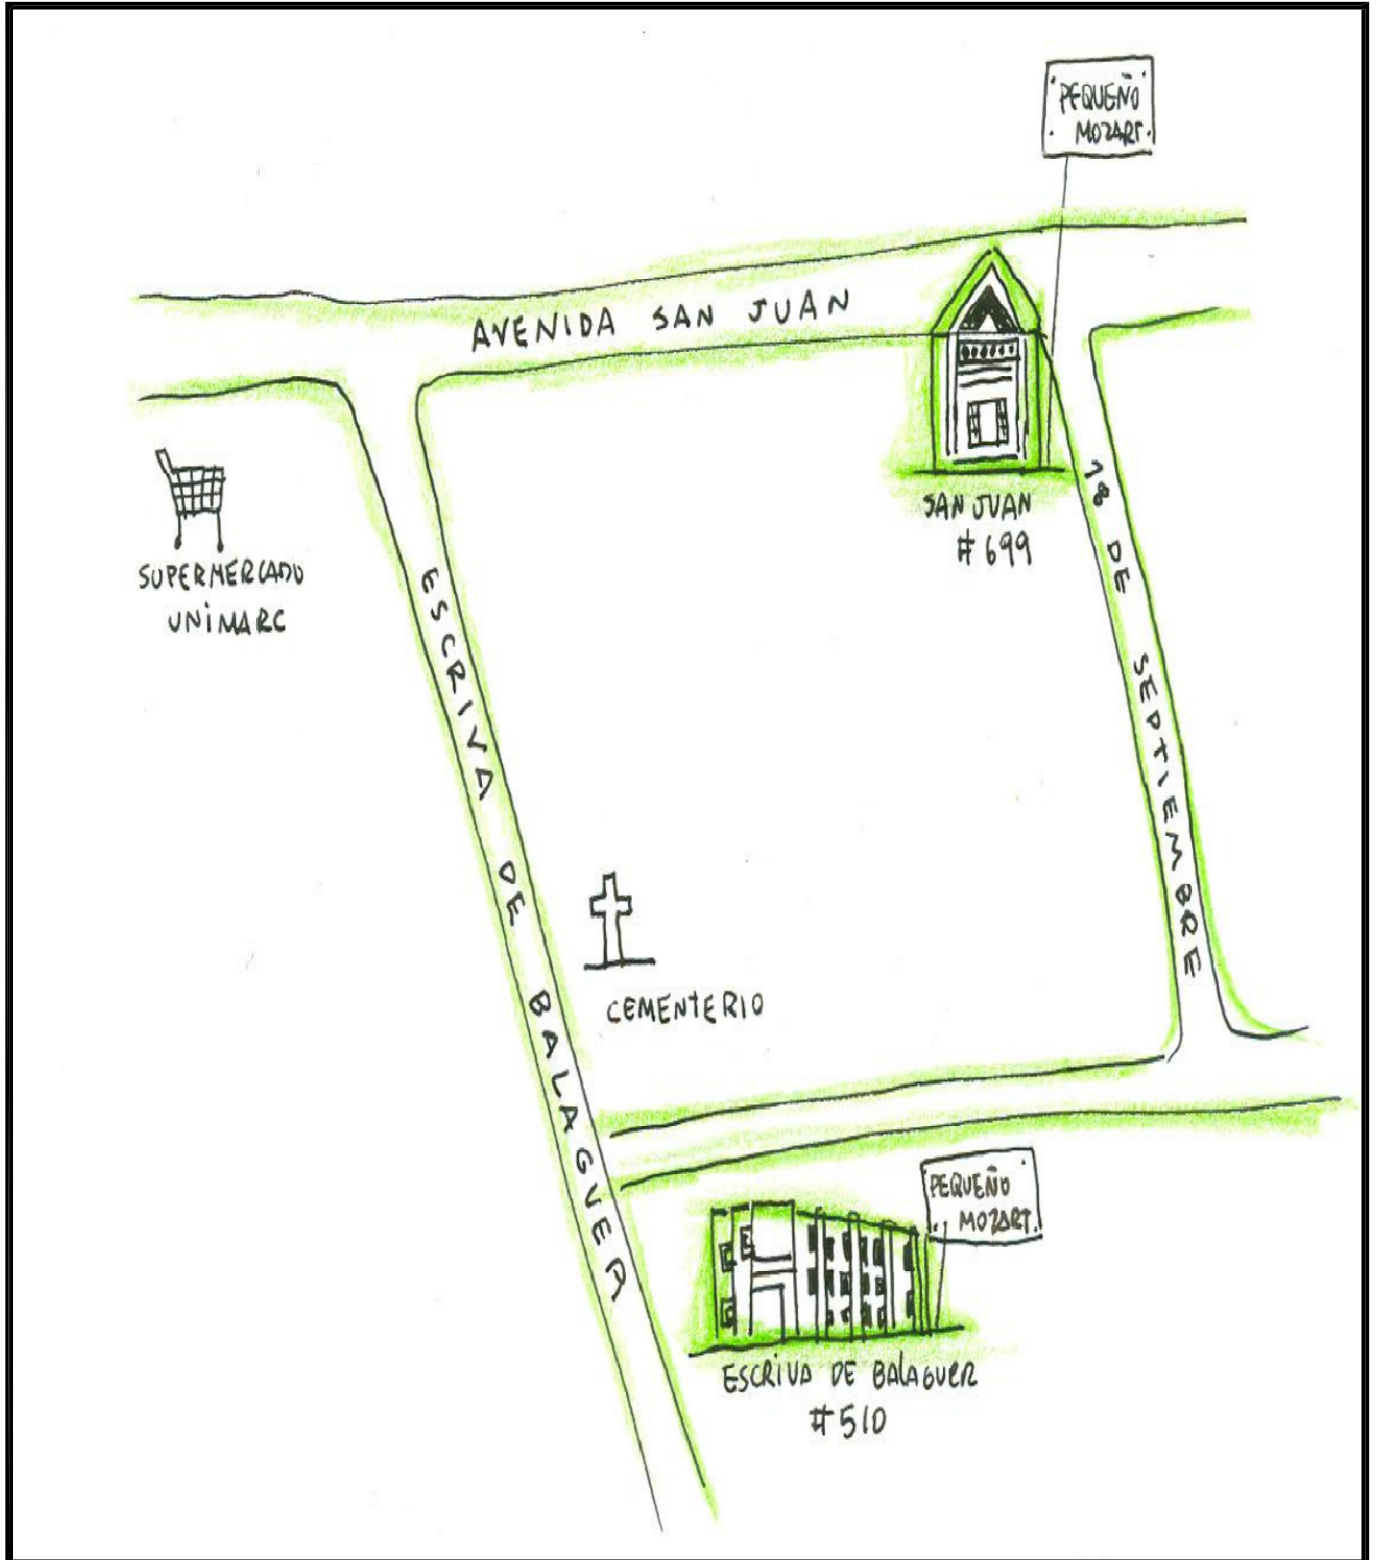 PEQUEÑO
MOZART.
AVENIDA SAN JUAN
SAN JUAN
#699
18 DE SEPTIEMBRE
SUPERMERCADO
UNIMARC
ESCRIVA DE BALAGUER
CEMENTERIO
PEQUEÑO
MOZART.
ESCRIVA DE BALAGUER
#510